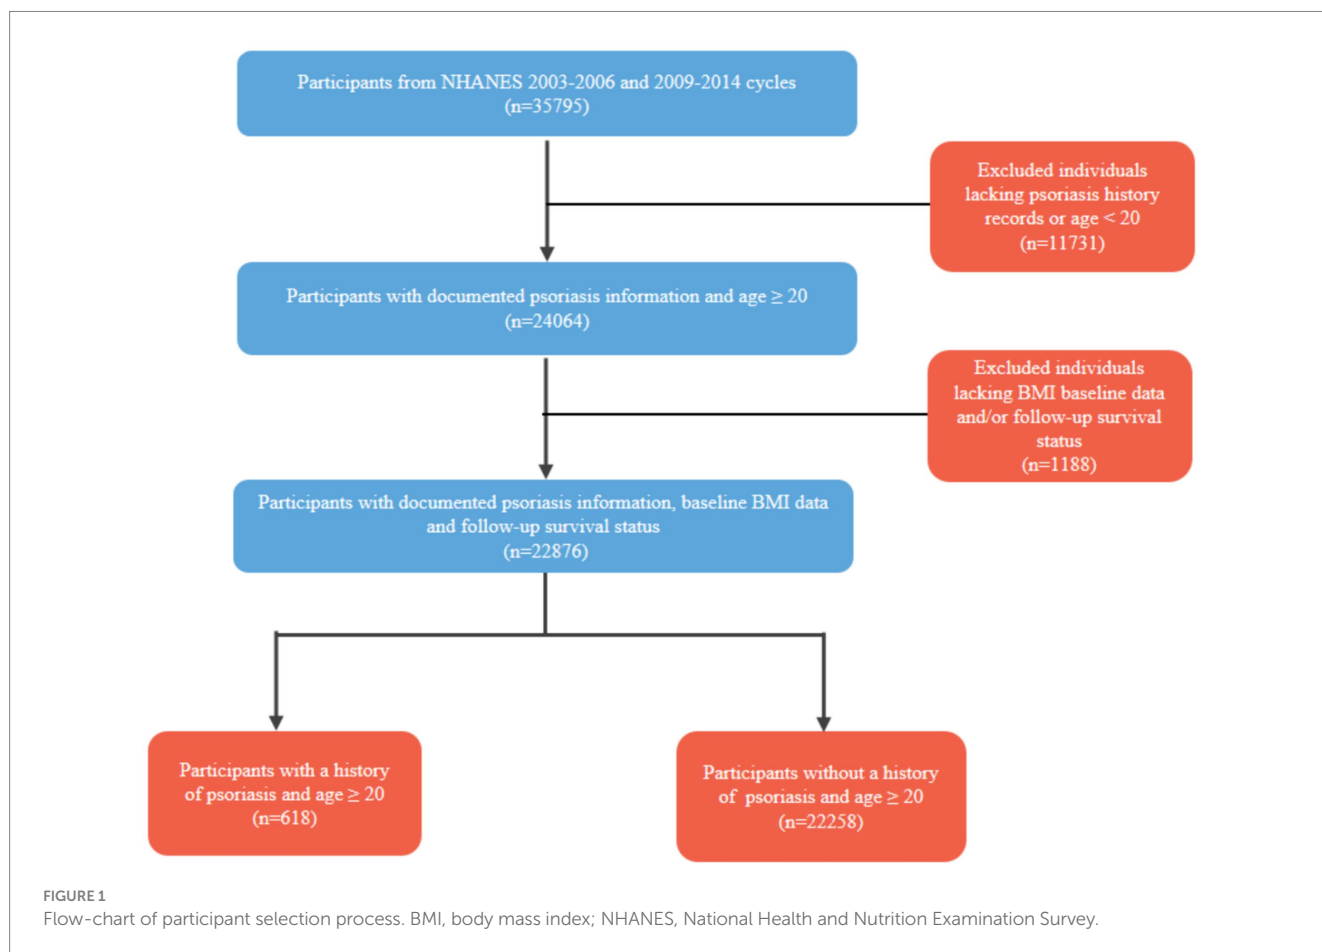 Participants from NHANES 2003-2006 and 2009-2014 cycles
(n=35795)
Excluded individuals
lacking psoriasis history
records or age < 20
(n=11731)
Participants with documented psoriasis information and age ≥ 20
(n=24064)
Excluded individuals
lacking BMI baseline data
and/or follow-up survival
status
(n=1188)
Participants with documented psoriasis information, baseline BMI data
and follow-up survival status
(n=22876)
Participants with a history
of psoriasis and age ≥ 20
(n=618)
Participants without a history
of psoriasis and age ≥ 20
(n=22258)
FIGURE 1
Flow-chart of participant selection process. BMI, body mass index; NHANES, National Health and Nutrition Examination Survey.